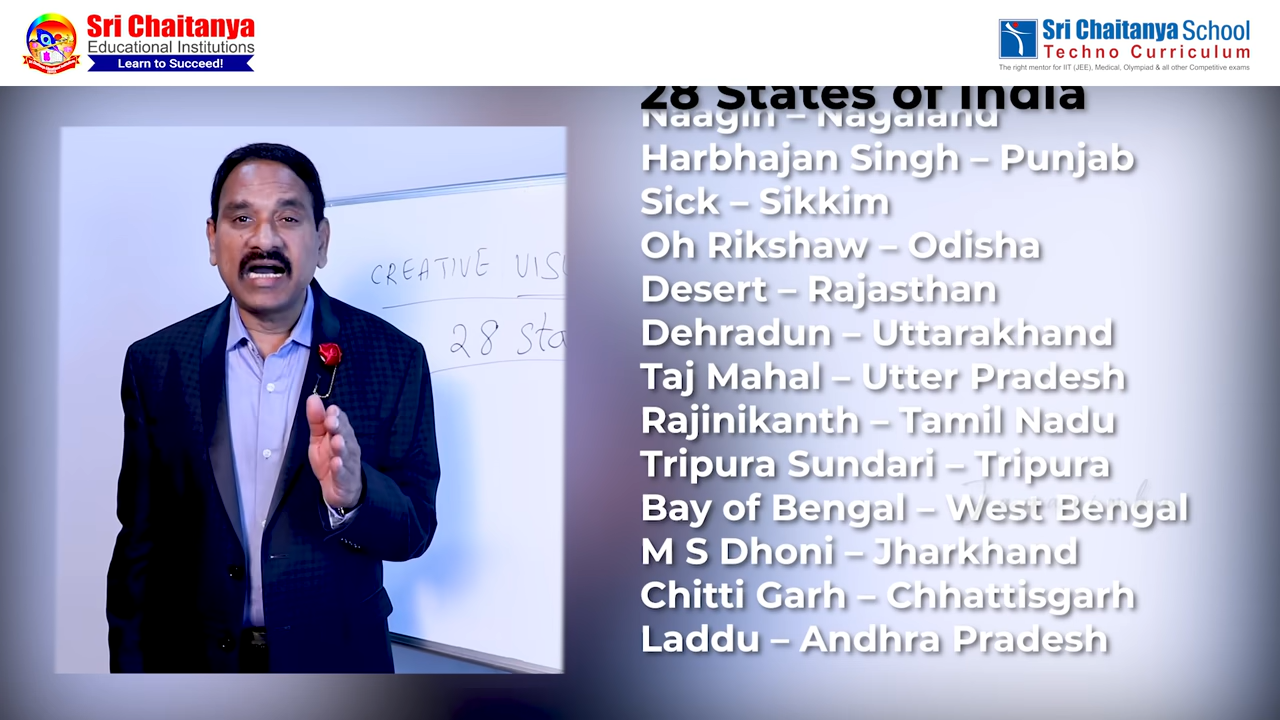 Sri Chaitanya
Educational Institutions
Learn to Succeed!
Sri Chaitanya School
Techno Curriculum
The right mentor for IIT (JEE), Medical, Olympiad & all other Competitive exams
28 States of India
Naagin – Nagaland
Harbhajan Singh – Punjab
Sick – Sikkim
Oh Rikshaw – Odisha
Desert – Rajasthan
Dehradun – Uttarakhand
Taj Mahal – Utter Pradesh
Rajinikanth – Tamil Nadu
Tripura Sundari – Tripura
Bay of Bengal – West Bengal
M S Dhoni – Jharkhand
Chitti Garh – Chhattisgarh
Laddu – Andhra Pradesh
CREATIVE
28